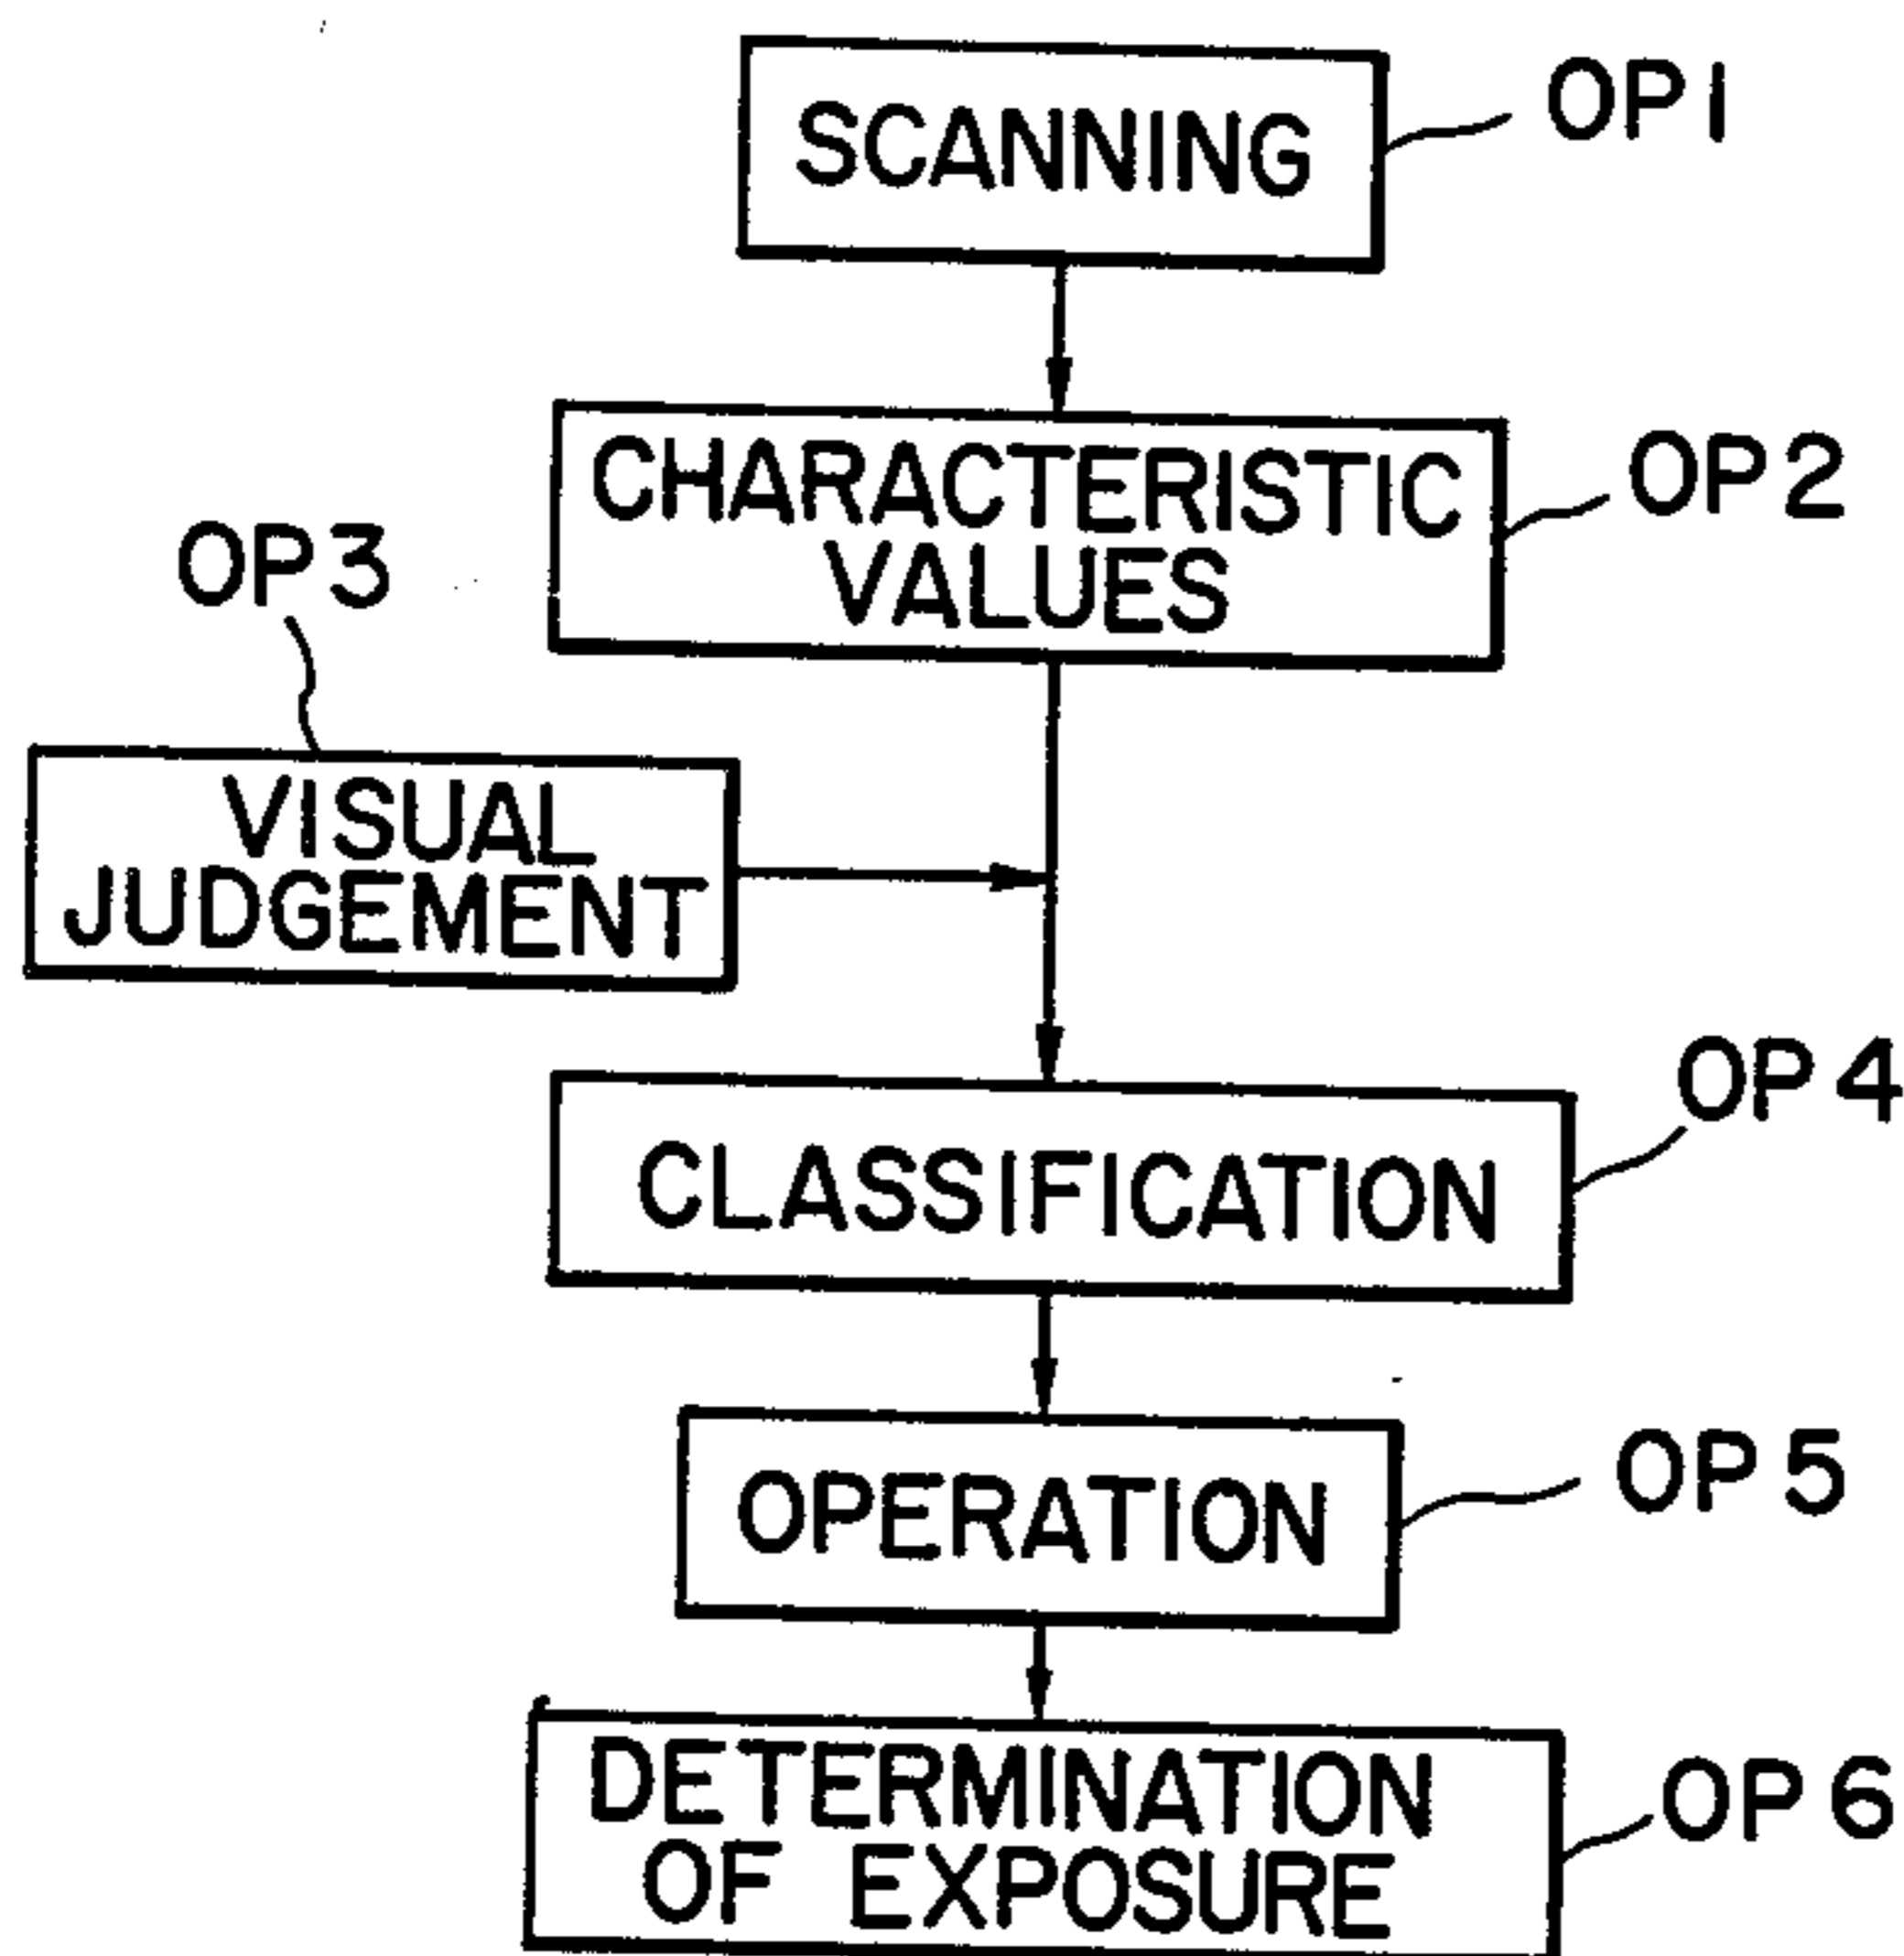 SCANNING
OP1
CHARACTERISTIC
VALUES
OP2
OP3
VISUAL
JUDGEMENT
OP4
CLASSIFICATION
OPERATION
OP5
DETERMINATION
OF EXPOSURE
OP6